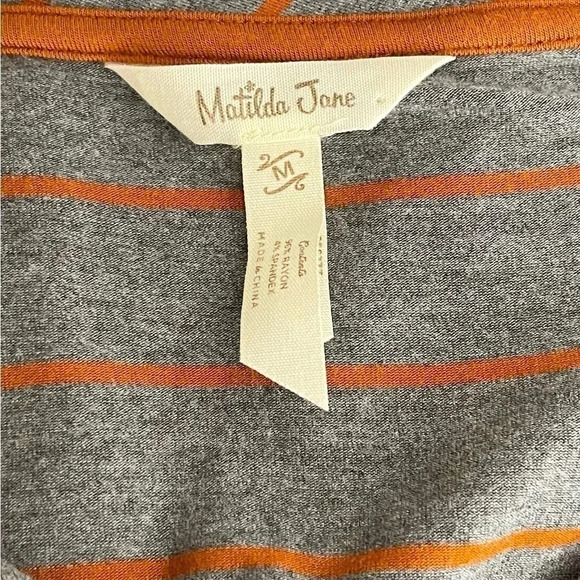 Matilda Jane
M
Contents
95% RAYON
5% SPANDEX
MADE in
CHINA